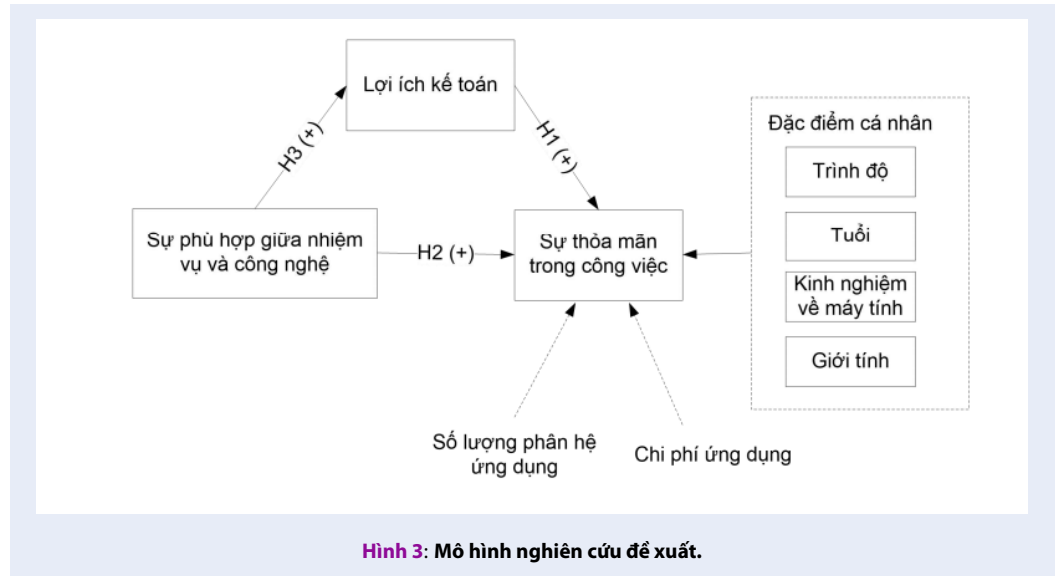 Lợi ích kế toán
H3 (+)
H1 (+)
Sự phù hợp giữa nhiệm
vụ và công nghệ
H2 (+)
Sự thỏa mãn
trong công việc
Đặc điểm cá nhân
Trình độ
Tuổi
Kinh nghiệm
về máy tính
Giới tính
Số lượng phân hệ
ứng dụng
Chi phí ứng dụng
Hình 3: Mô hình nghiên cứu đề xuất.